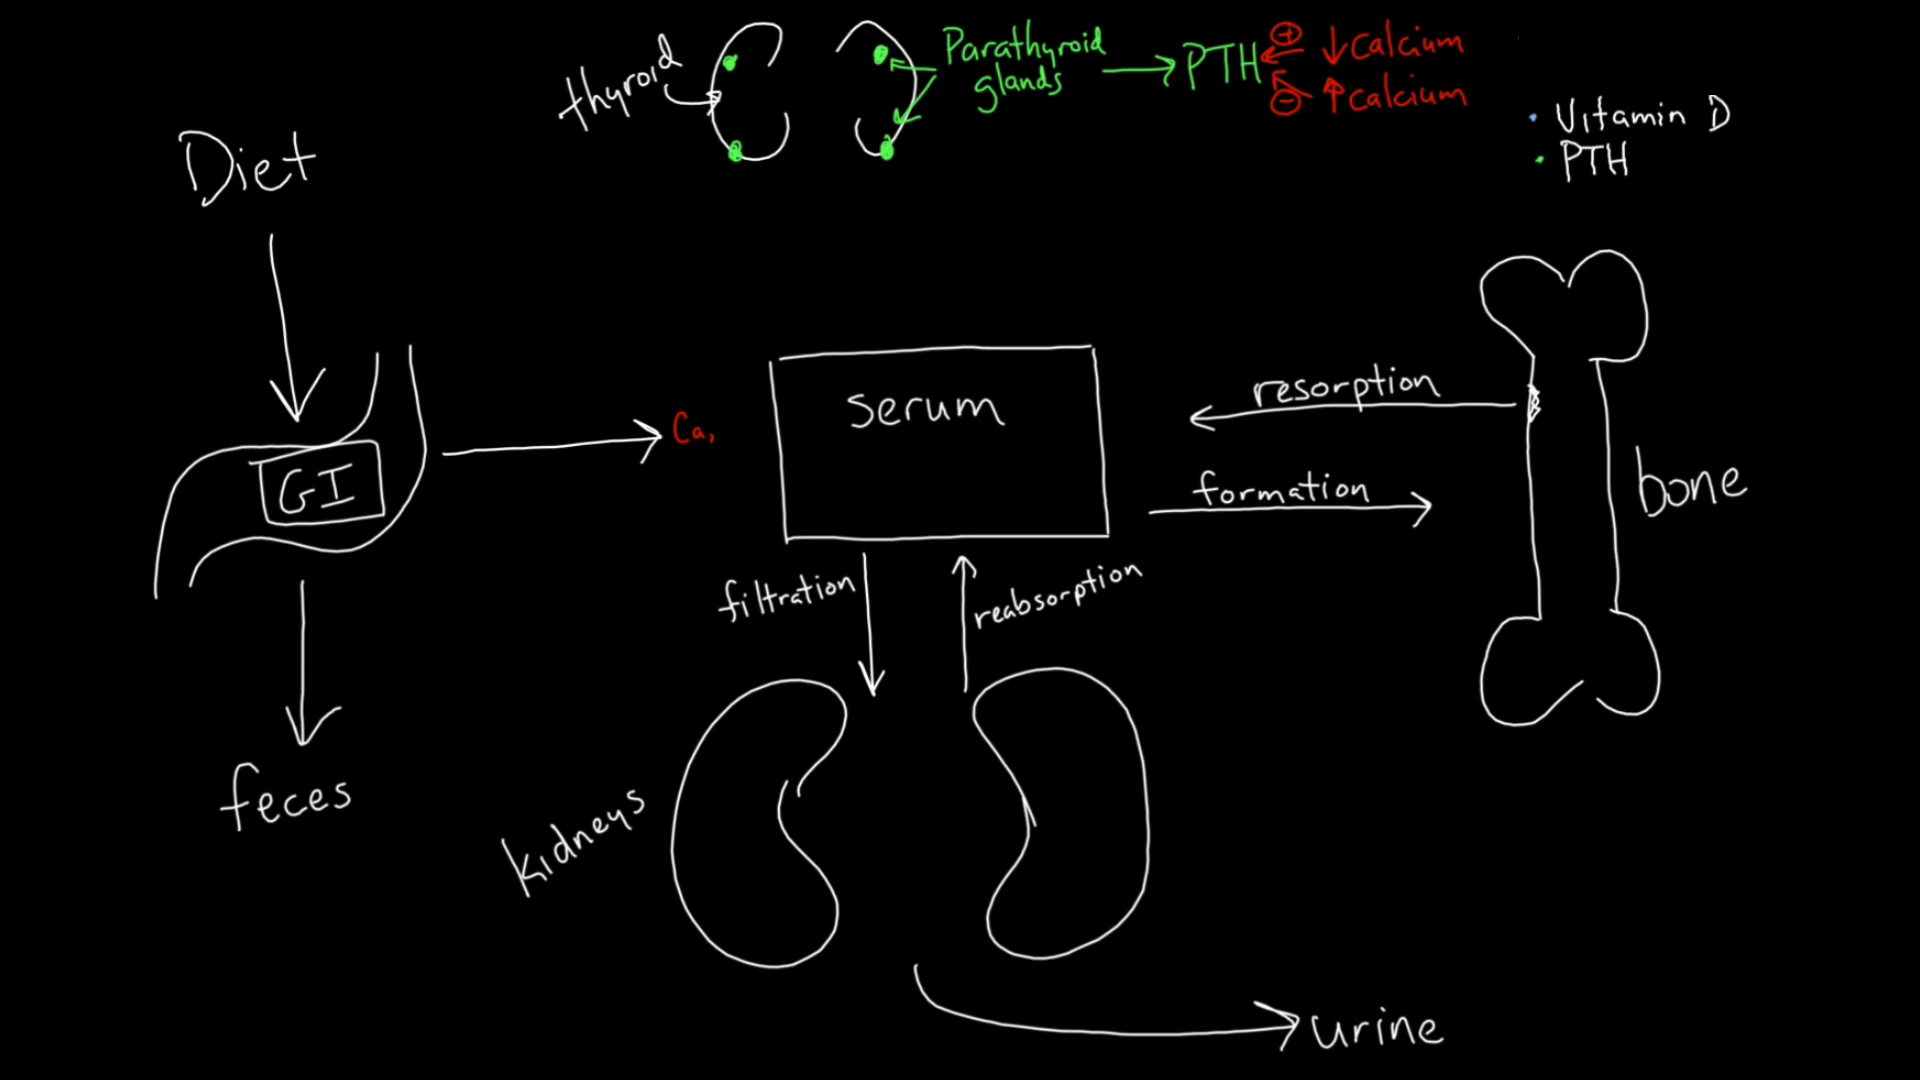 thyroid
Parathyroid
glands
PTH
⊕ ↓ Calcium
⊖ ↑ Calcium
• Vitamin D
• PTH
Diet
GI
Ca,
serum
resorption
formation
bone
filtration
reabsorption
feces
kidneys
urine